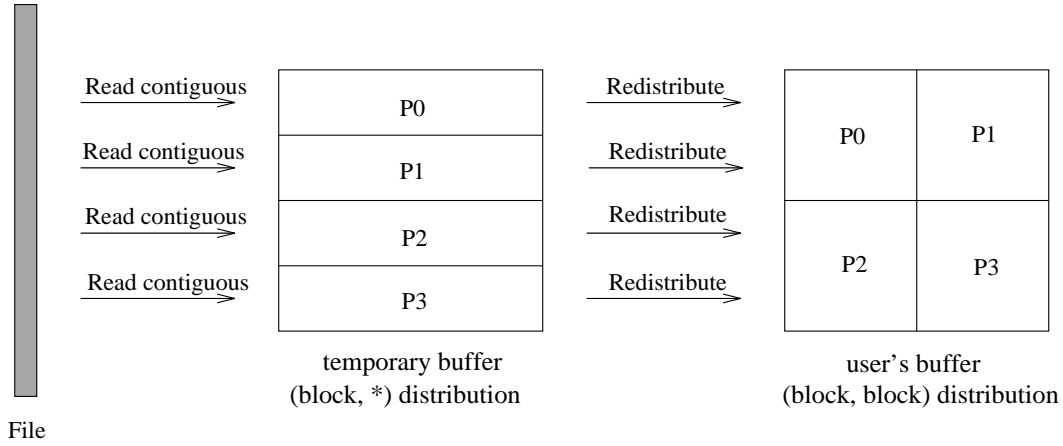 Read contiguous
Redistribute
P0
P0
P1
Read contiguous
Redistribute
P1
Read contiguous
Redistribute
P2
P2
P3
Read contiguous
Redistribute
P3
temporary buffer
(block, *) distribution
user's buffer
(block, block) distribution
File